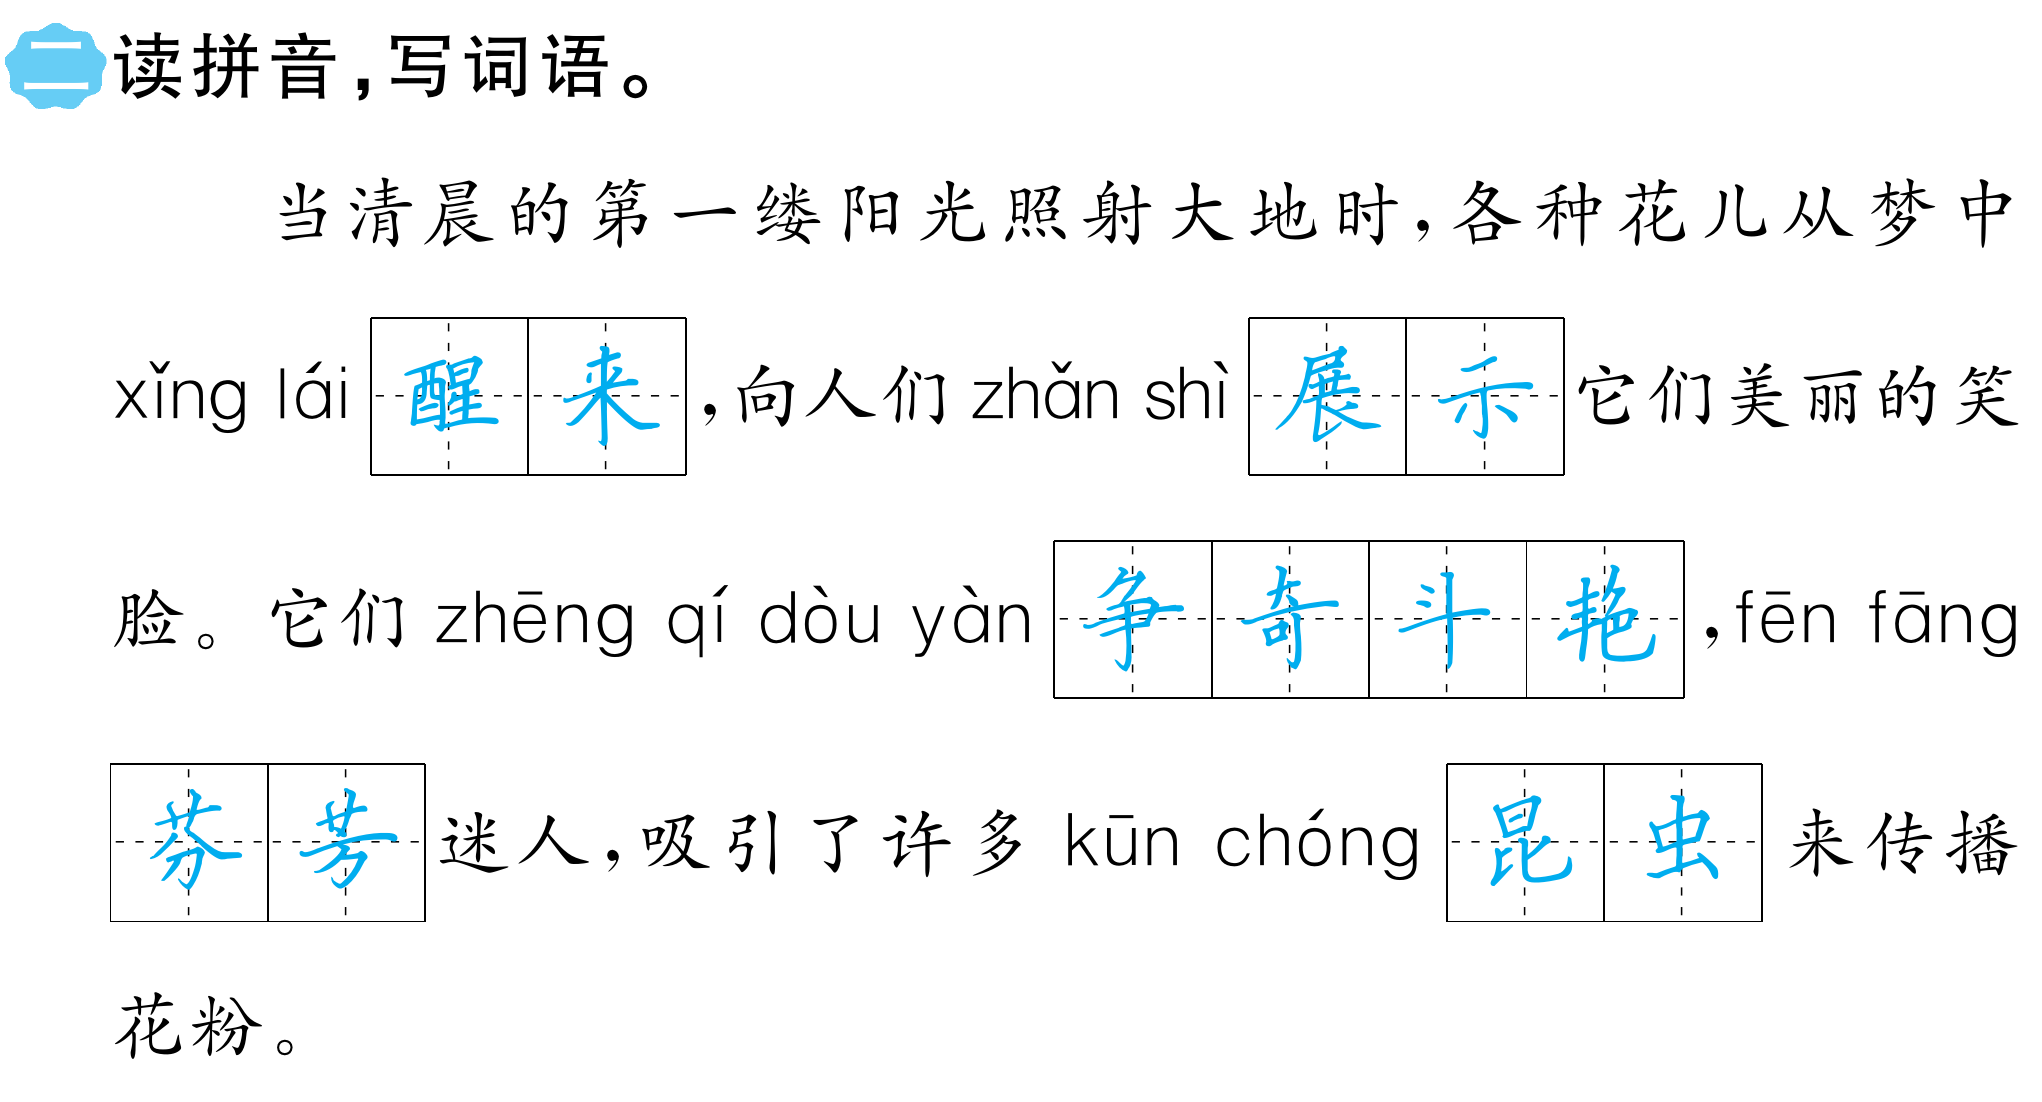 二 读拼音,写词语。
当清晨的第一缕阳光照射大地时,各种花儿从梦中
xǐng lái 醒来,向人们 zhǎn shì 展示它们美丽的笑
脸。它们 zhēng qí dòu yàn 争奇斗艳,fēn fāng
芬芳迷人,吸引了许多 kūn chóng 昆虫来传播
花粉。